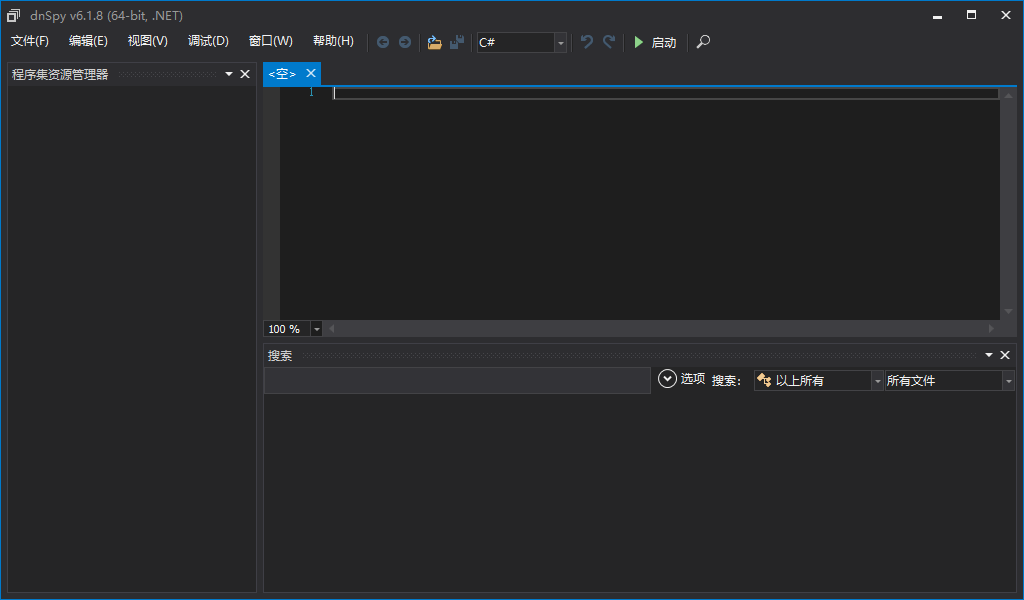 dnSpy v6.1.8 (64-bit, .NET)
文件(F) 编辑(E) 视图(V) 调试(D) 窗口(W) 帮助(H) C# 启动
程序集资源管理器
<空>
1
100 %
搜索
选项 搜索: 以上所有 所有文件